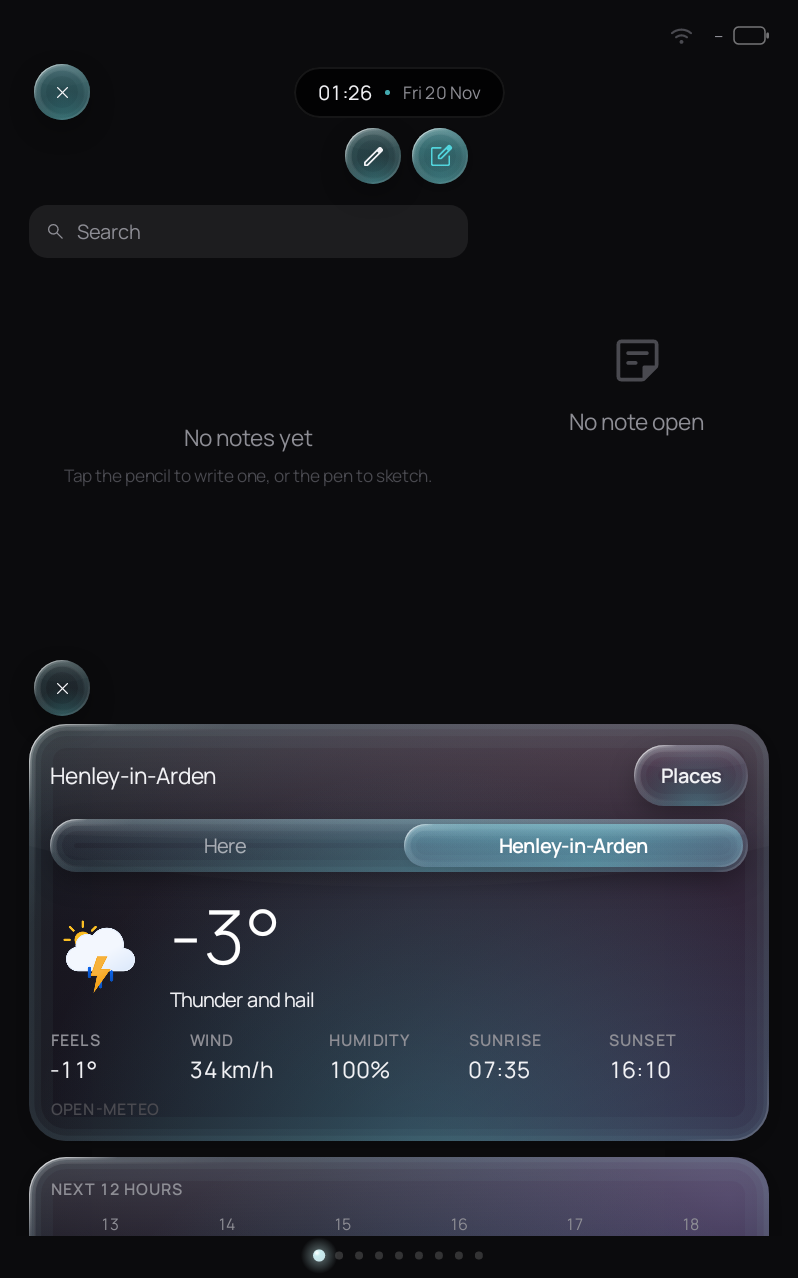 –
01:26 • Fri 20 Nov
Search
No notes yet
Tap the pencil to write one, or the pen to sketch.
No note open
Henley-in-Arden
Places
Here
Henley-in-Arden
-3°
Thunder and hail
FEELS WIND HUMIDITY SUNRISE SUNSET
-11° 34 km/h 100% 07:35 16:10
OPEN-METEO
NEXT 12 HOURS
13 14 15 16 17 18